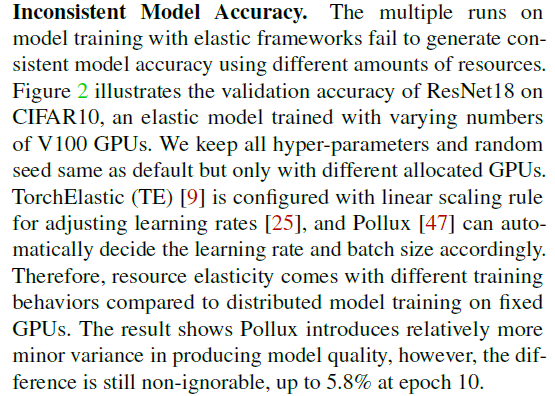 Inconsistent Model Accuracy. The multiple runs on
model training with elastic frameworks fail to generate con-
sistent model accuracy using different amounts of resources.
Figure 2 illustrates the validation accuracy of ResNet18 on
CIFAR10, an elastic model trained with varying numbers
of V100 GPUs. We keep all hyper-parameters and random
seed same as default but only with different allocated GPUs.
TorchElastic (TE) [9] is configured with linear scaling rule
for adjusting learning rates [25], and Pollux [47] can auto-
matically decide the learning rate and batch size accordingly.
Therefore, resource elasticity comes with different training
behaviors compared to distributed model training on fixed
GPUs. The result shows Pollux introduces relatively more
minor variance in producing model quality, however, the dif-
ference is still non-ignorable, up to 5.8% at epoch 10.